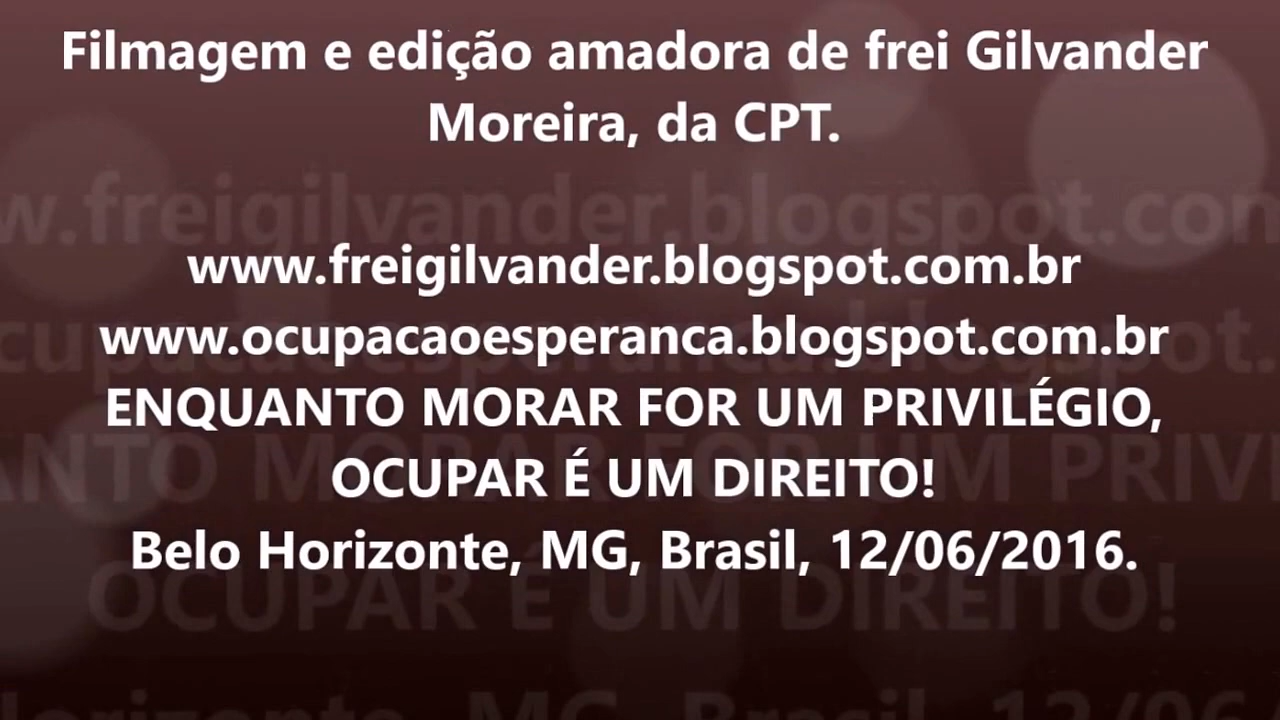 Filmagem e edição amadora de frei Gilvander
Moreira, da CPT.
www.freigilvander.blogspot.com.br
www.ocupacaoesperanca.blogspot.com.br
ENQUANTO MORAR FOR UM PRIVILÉGIO,
OCUPAR É UM DIREITO!
Belo Horizonte, MG, Brasil, 12/06/2016.